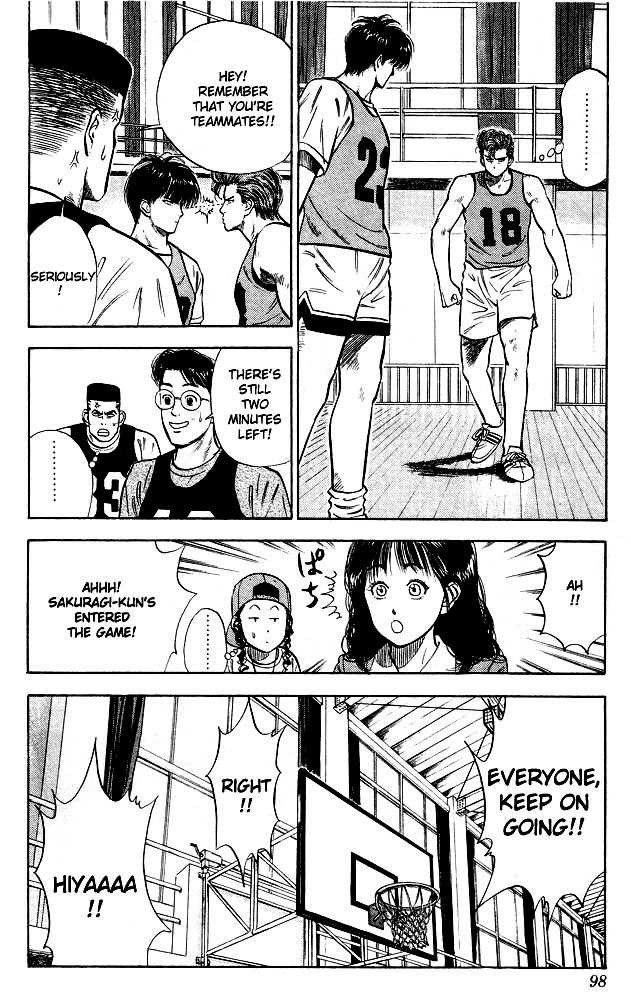 .........
18
HEY!
REMEMBER
THAT YOU'RE
TEAMMATES!!
SERIOUSLY
!
THERE'S
STILL
TWO
MINUTES
LEFT!
.........
AH
!!
ぱち
........
AHHH!
SAKURAGI-KUN'S
ENTERED
THE GAME!
EVERYONE,
KEEP ON
GOING!!
RIGHT
!!
HIYAAAA
!!
98